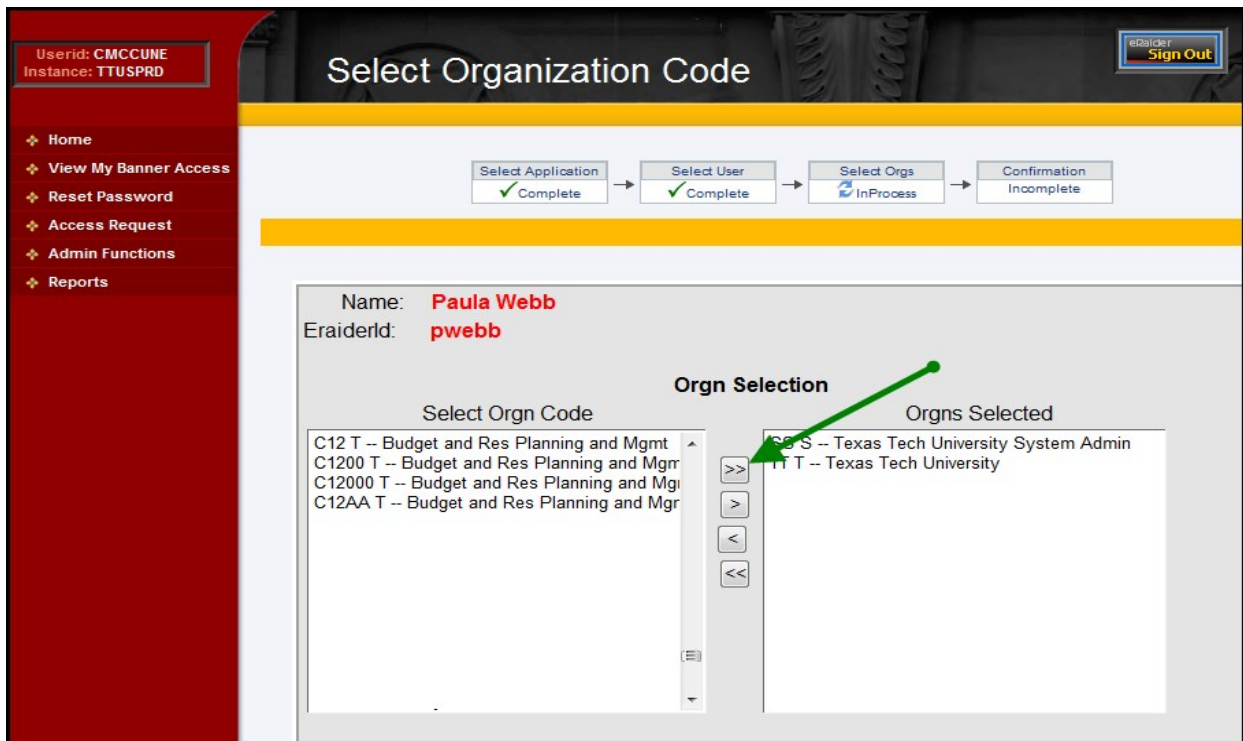 Userid: CMCCUNE
Instance: TTUSPRD
Select Organization Code
eRaider
Sign Out
Home
View My Banner Access
Reset Password
Access Request
Admin Functions
Reports
Select Application
Complete
Select User
Complete
Select Orgs
InProcess
Confirmation
Incomplete
Name: Paula Webb
EraiderId: pwebb
Orgn Selection
Select Orgn Code
Orgns Selected
C12 T -- Budget and Res Planning and Mgmt
C1200 T -- Budget and Res Planning and Mgm
C12000 T -- Budget and Res Planning and Mg
C12AA T -- Budget and Res Planning and Mgr
>>
>
<
<<
SS S -- Texas Tech University System Admin
TT T -- Texas Tech University